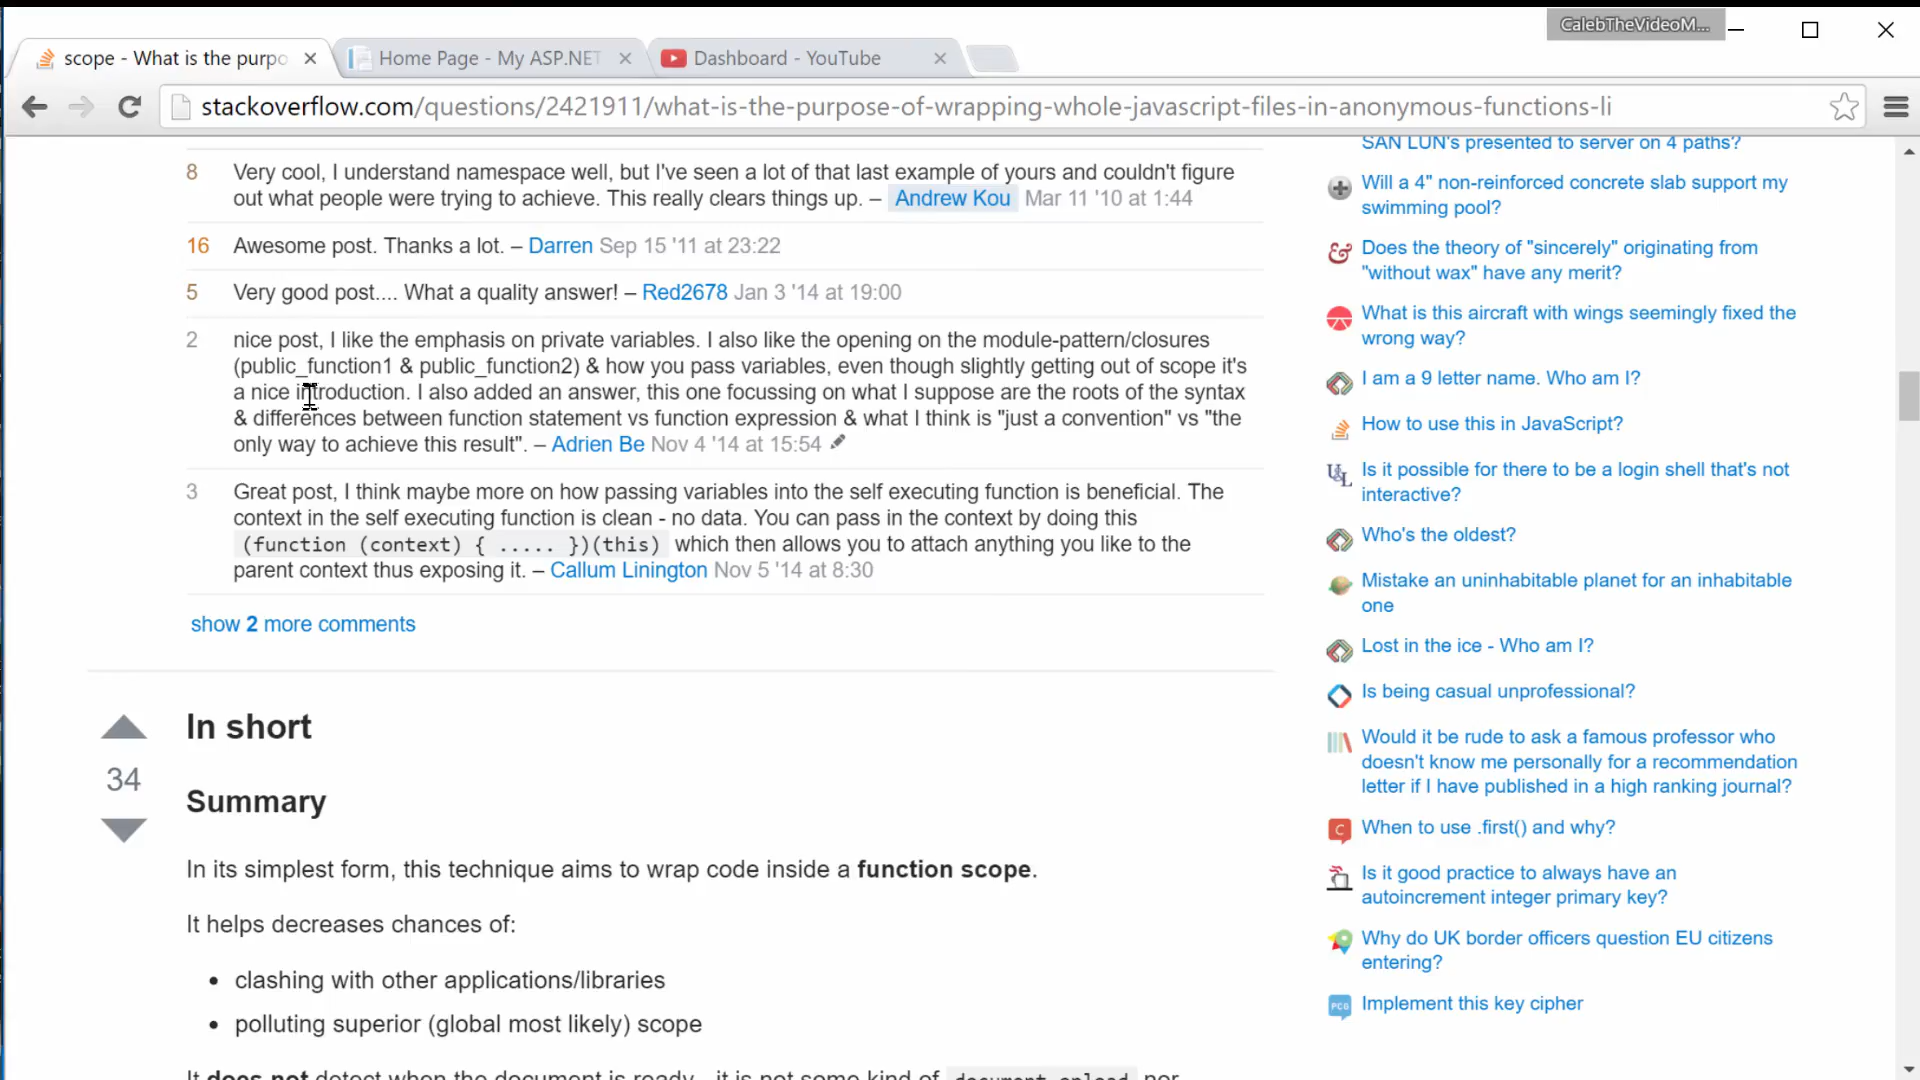 CalebTheVideoM...
scope - What is the purpo
Home Page - My ASP.NET
Dashboard - YouTube
stackoverflow.com/questions/2421911/what-is-the-purpose-of-wrapping-whole-javascript-files-in-anonymous-functions-li
8 Very cool, I understand namespace well, but I've seen a lot of that last example of yours and couldn't figure
out what people were trying to achieve. This really clears things up. – Andrew Kou Mar 11 '10 at 1:44
16 Awesome post. Thanks a lot. – Darren Sep 15 '11 at 23:22
5 Very good post.... What a quality answer! – Red2678 Jan 3 '14 at 19:00
2 nice post, I like the emphasis on private variables. I also like the opening on the module-pattern/closures
(public_function1 & public_function2) & how you pass variables, even though slightly getting out of scope it's
a nice introduction. I also added an answer, this one focussing on what I suppose are the roots of the syntax
& differences between function statement vs function expression & what I think is "just a convention" vs "the
only way to achieve this result". – Adrien Be Nov 4 '14 at 15:54
3 Great post, I think maybe more on how passing variables into the self executing function is beneficial. The
context in the self executing function is clean - no data. You can pass in the context by doing this
(function (context) { ..... })(this) which then allows you to attach anything you like to the
parent context thus exposing it. – Callum Linington Nov 5 '14 at 8:30
show 2 more comments
In short
34
Summary
In its simplest form, this technique aims to wrap code inside a function scope.
It helps decreases chances of:
• clashing with other applications/libraries
• polluting superior (global most likely) scope
It does not detect when the document is ready - it is not some kind of document.onload nor
SAN LUN's presented to server on 4 paths?
Will a 4" non-reinforced concrete slab support my
swimming pool?
Does the theory of "sincerely" originating from
"without wax" have any merit?
What is this aircraft with wings seemingly fixed the
wrong way?
I am a 9 letter name. Who am I?
How to use this in JavaScript?
Is it possible for there to be a login shell that's not
interactive?
Who's the oldest?
Mistake an uninhabitable planet for an inhabitable
one
Lost in the ice - Who am I?
Is being casual unprofessional?
Would it be rude to ask a famous professor who
doesn't know me personally for a recommendation
letter if I have published in a high ranking journal?
When to use .first() and why?
Is it good practice to always have an
autoincrement integer primary key?
Why do UK border officers question EU citizens
entering?
Implement this key cipher